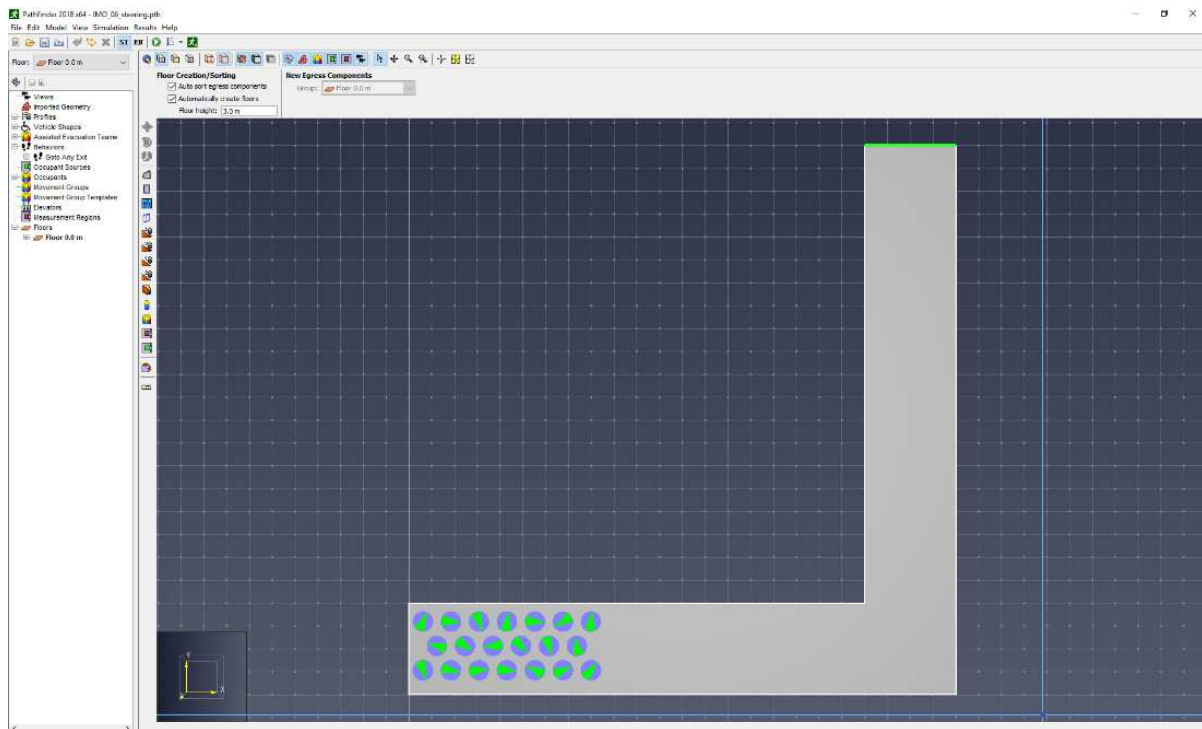 Pathfinder 2018 x64 - IMO_06_steering.pth
File Edit Model View Simulation Results Help
Floor: Floor 0.0 m
Floor Creation/Sorting
Auto sort egress components
Automatically create floors
Floor height: 3.0 m
New Egress Components
Group: Floor 0.0 m
Views
Imported Geometry
Profiles
Vehicle Shapes
Assisted Evacuation Teams
Behaviors
Goto Any Exit
Occupant Sources
Occupants
Movement Groups
Movement Group Templates
Elevators
Measurement Regions
Floors
Floor 0.0 m
Y
X